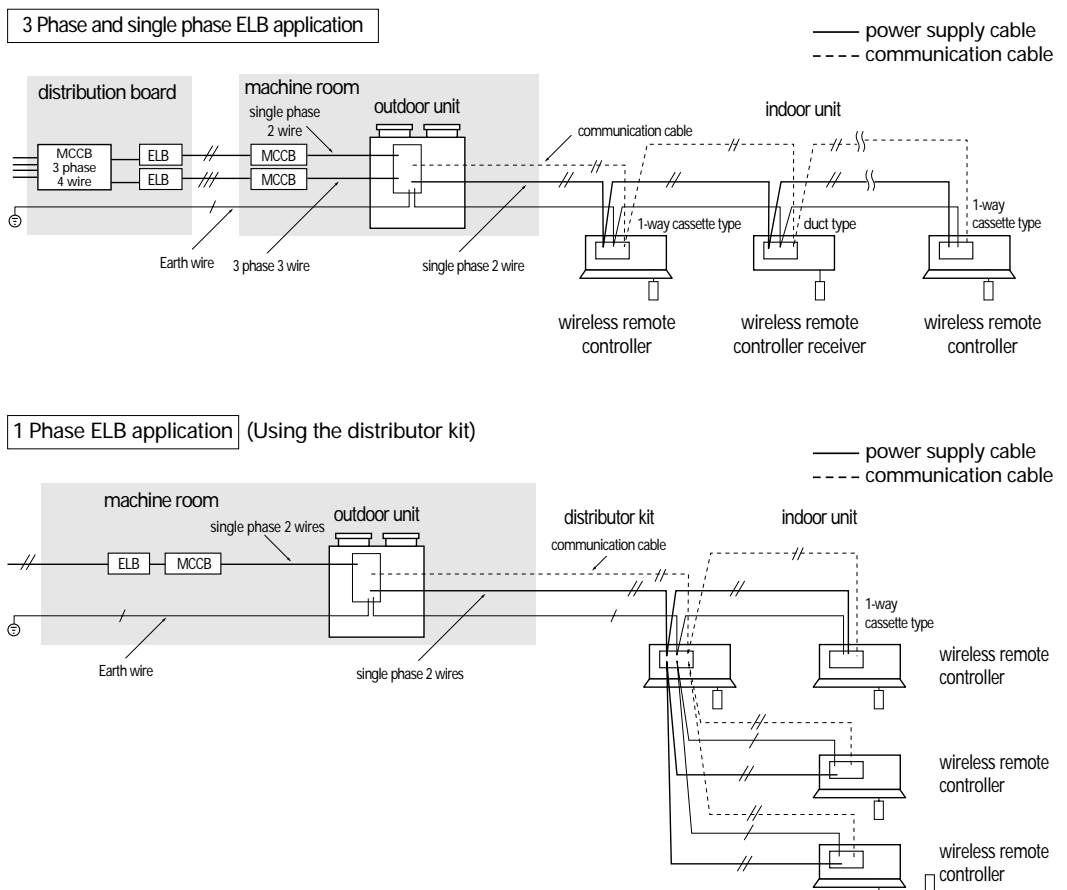 3 Phase and single phase ELB application
power supply cable
communication cable
distribution board
machine room
single phase
2 wire
outdoor unit
indoor unit
communication cable
MCCB
3 phase
4 wire
ELB
ELB
MCCB
MCCB
1-way cassette type
duct type
1-way
cassette type
Earth wire
3 phase 3 wire
single phase 2 wire
wireless remote
controller
wireless remote
controller receiver
wireless remote
controller
1 Phase ELB application (Using the distributor kit)
power supply cable
communication cable
machine room
single phase 2 wires
outdoor unit
distributor kit
indoor unit
communication cable
ELB
MCCB
1-way
cassette type
Earth wire
single phase 2 wires
wireless remote
controller
wireless remote
controller
wireless remote
controller